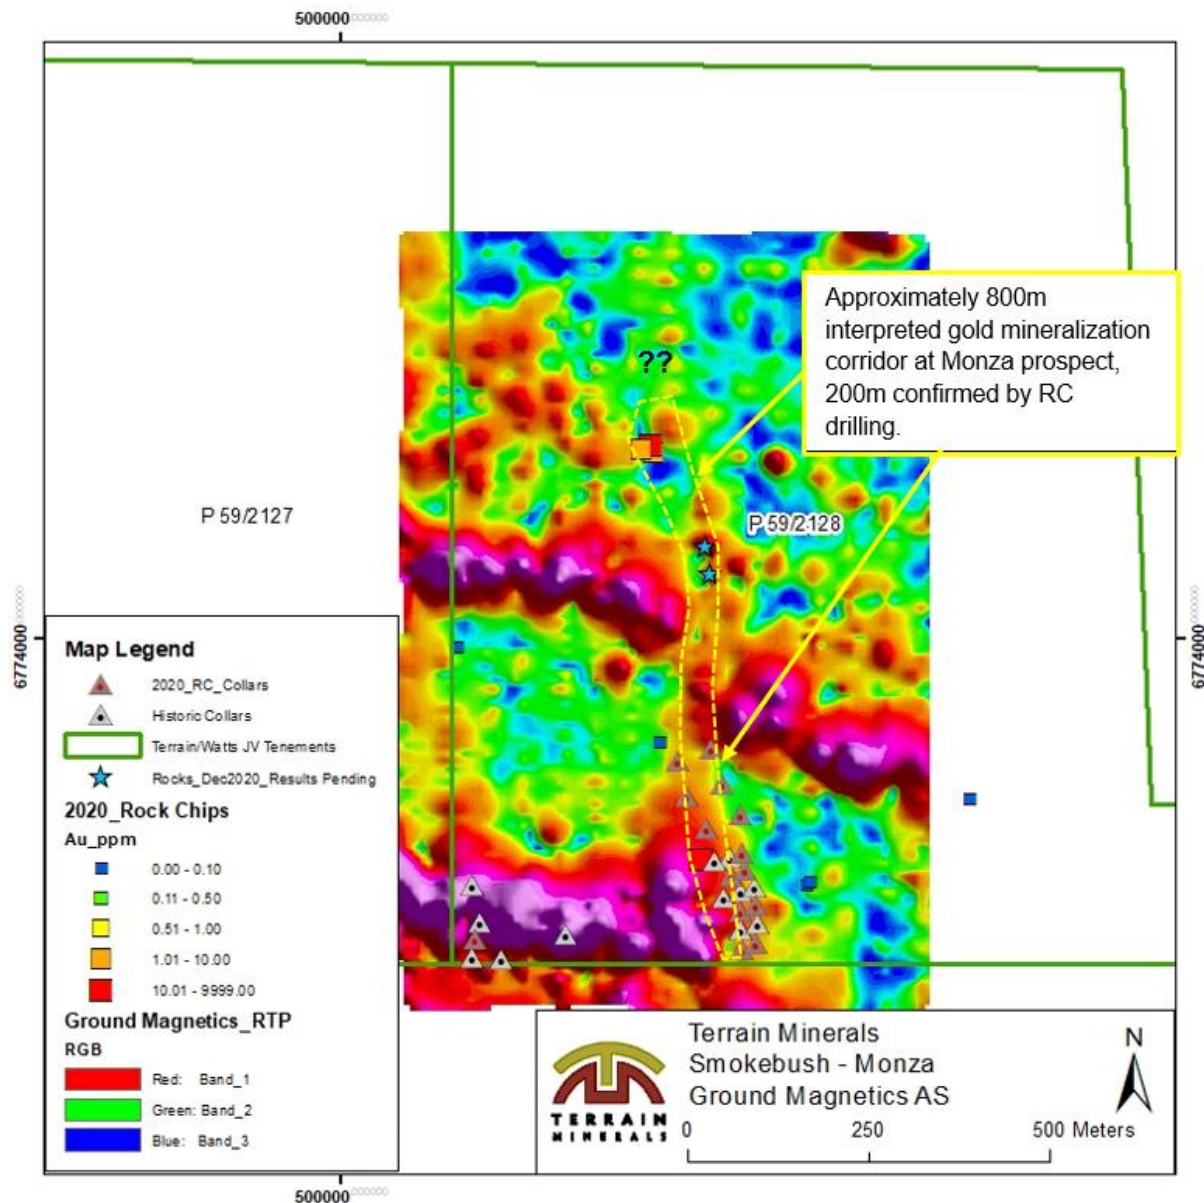 500000
Approximately 800m
interpreted gold mineralization
corridor at Monza prospect,
200m confirmed by RC
drilling.
??
P 59/2127
P 59/2128
6774000
6774000
Map Legend
2020_RC_Collars
Historic Collars
Terrain/Watts JV Tenements
Rocks_Dec2020_Results Pending
2020_Rock Chips
Au_ppm
0.00 - 0.10
0.11 - 0.50
0.51 - 1.00
1.01 - 10.00
10.01 - 9999.00
Ground Magnetics_RTP
RGB
Red: Band_1
Green: Band_2
Blue: Band_3
TERRAIN
MINERALS
Terrain Minerals
Smokebush - Monza
Ground Magnetics AS
N
0 250 500 Meters
500000